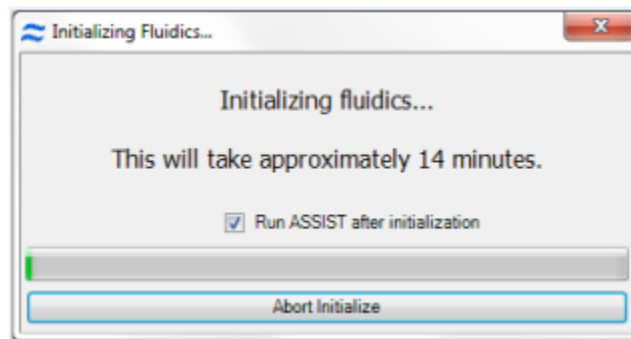 Initializing Fluidics...
Initializing fluidics...
This will take approximately 14 minutes.
Run ASSIST after initialization
Abort Initialize